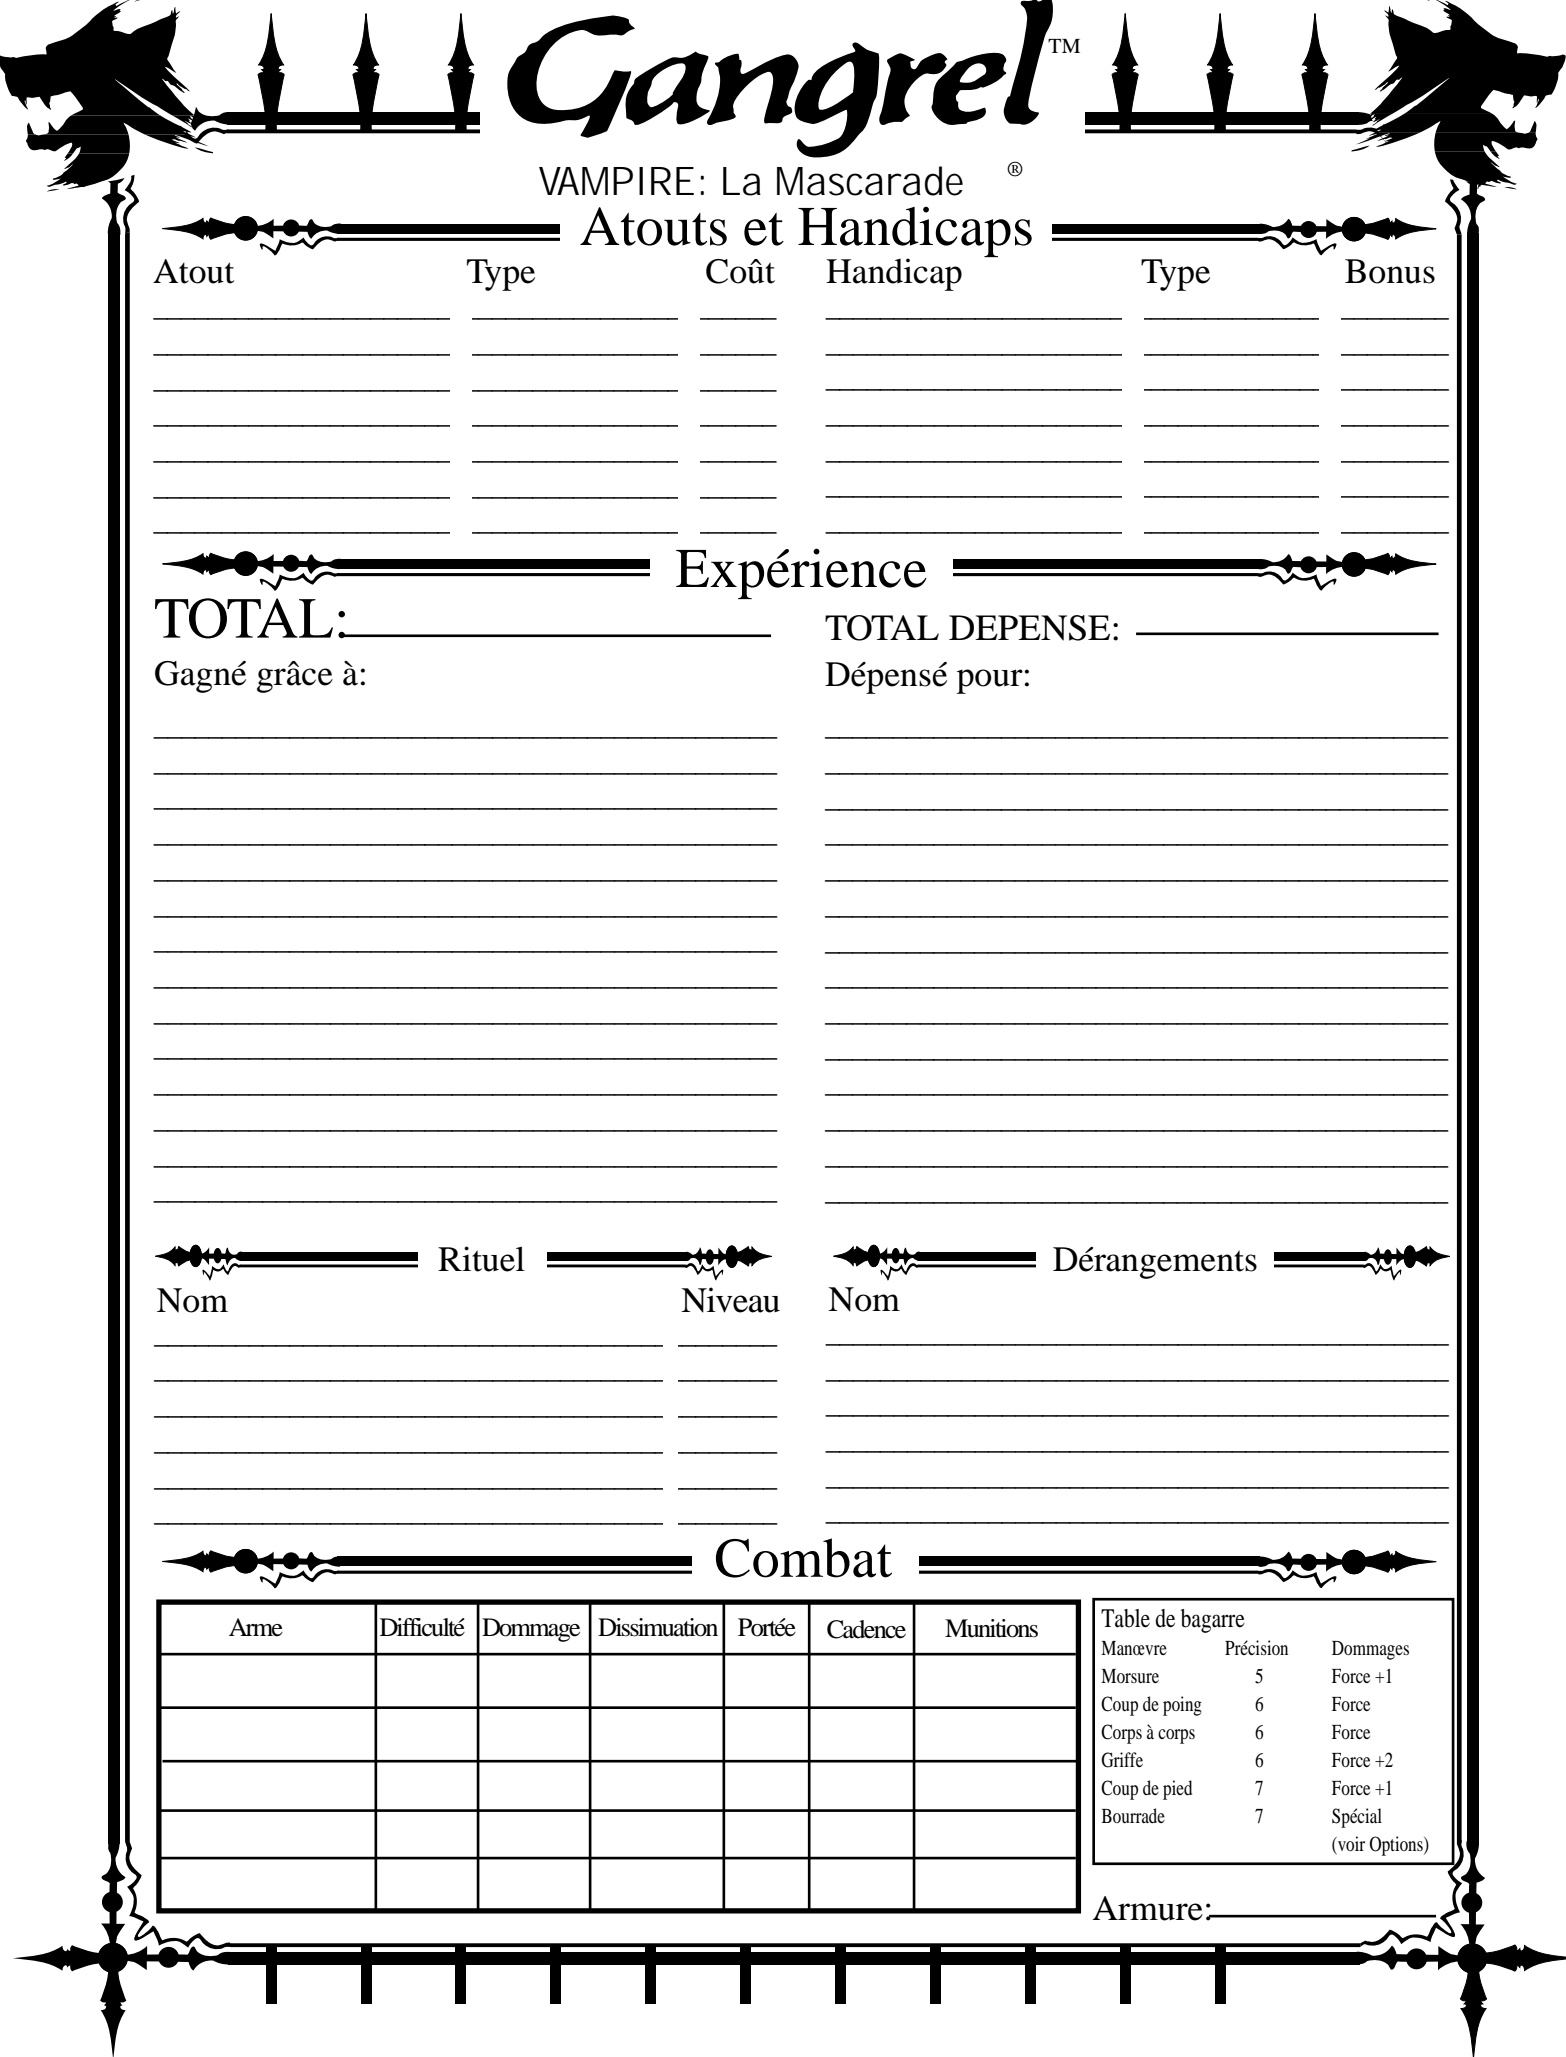 Gangrel™
VAMPIRE: La Mascarade ®
Atouts et Handicaps
Atout Type Coût Handicap Type Bonus
Expérience
TOTAL: TOTAL DEPENSE:
Gagné grâce à: Dépensé pour:
Rituel Dérangements
Nom Niveau Nom
Combat
Arme Difficulté Dommage Dissimuation Portée Cadence Munitions
Table de bagarre
Manœvre Précision Dommages
Morsure 5 Force +1
Coup de poing 6 Force
Corps à corps 6 Force
Griffe 6 Force +2
Coup de pied 7 Force +1
Bourrade 7 Spécial
(voir Options)
Armure: